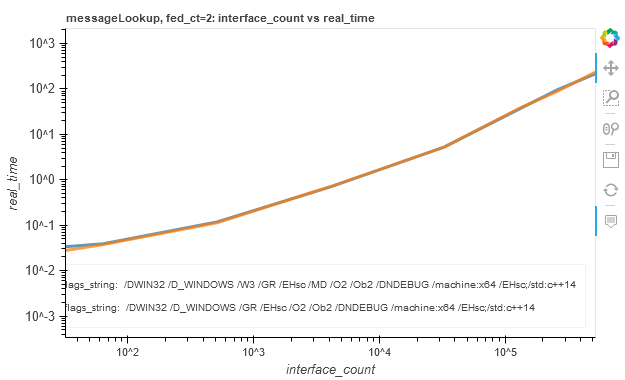 messageLookup, fed_ct=2: interface_count vs real_time
10^3
10^2
10^1
10^0
10^-1
10^-2
10^-3
real_time
lags_string: /DWIN32 /D_WINDOWS /W3 /GR /EHsc /MD /O2 /Ob2 /DNDEBUG /machine:x64 /EHsc;/std:c++14
lags_string: /DWIN32 /D_WINDOWS /GR /EHsc /O2 /Ob2 /DNDEBUG /machine:x64 /EHsc;/std:c++14
10^2
10^3
10^4
10^5
interface_count